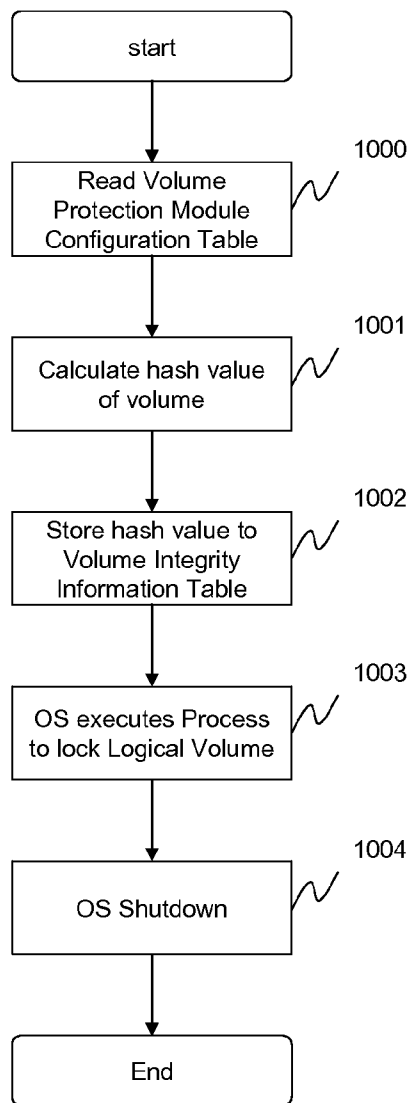 start
1000
Read Volume
Protection Module
Configuration Table
1001
Calculate hash value
of volume
1002
Store hash value to
Volume Integrity
Information Table
1003
OS executes Process
to lock Logical Volume
1004
OS Shutdown
End